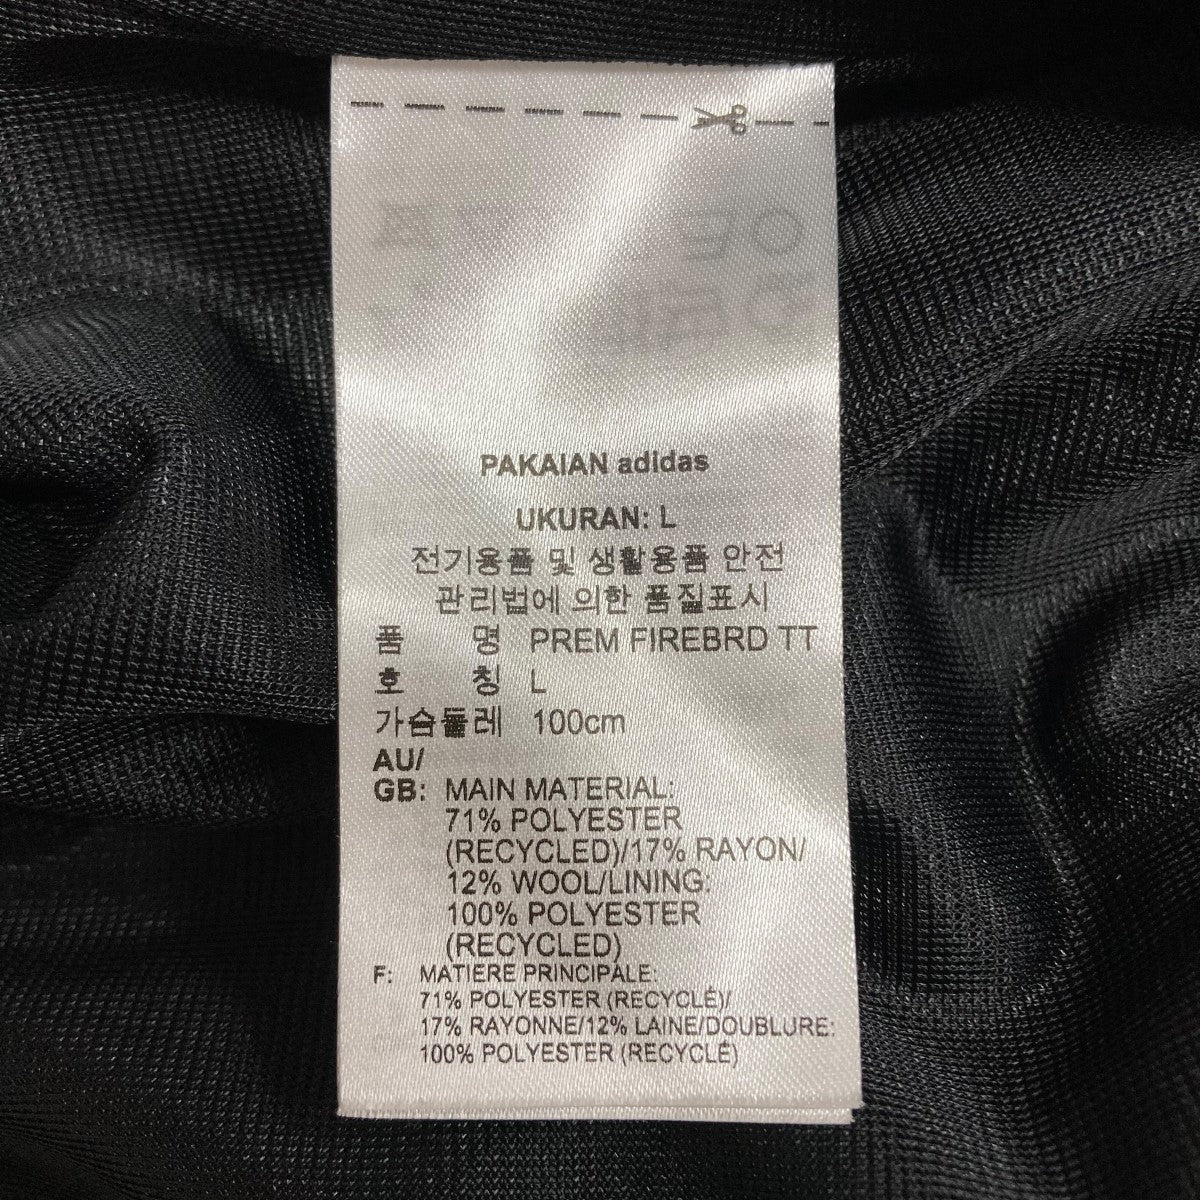 PAKAIAN adidas
UKURAN: L
전기용품 및 생활용품 안전
관리법에 의한 품질표시
품 명 PREM FIREBRD TT
호 칭 L
가슴둘레 100cm
AU/
GB: MAIN MATERIAL:
71% POLYESTER
(RECYCLED)/17% RAYON/
12% WOOL/LINING:
100% POLYESTER
(RECYCLED)
F: MATIERE PRINCIPALE:
71% POLYESTER (RECYCLÉ)/
17% RAYONNE/12% LAINE/DOUBLURE:
100% POLYESTER (RECYCLÉ)